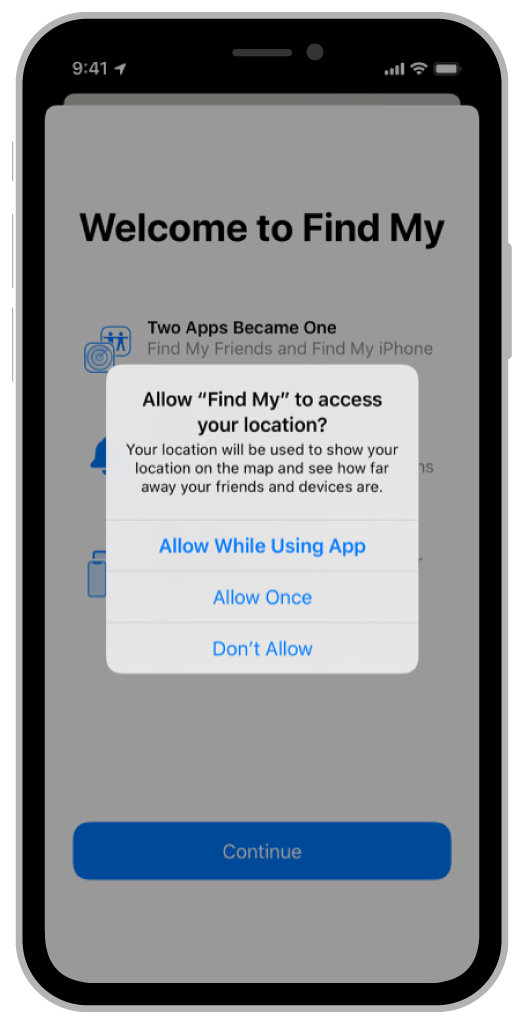 9:41
Welcome to Find My
Two Apps Became One
Find My Friends and Find My iPhone
Allow “Find My” to access
your location?
Your location will be used to show your
location on the map and see how far
away your friends and devices are.
Allow While Using App
Allow Once
Don’t Allow
Continue